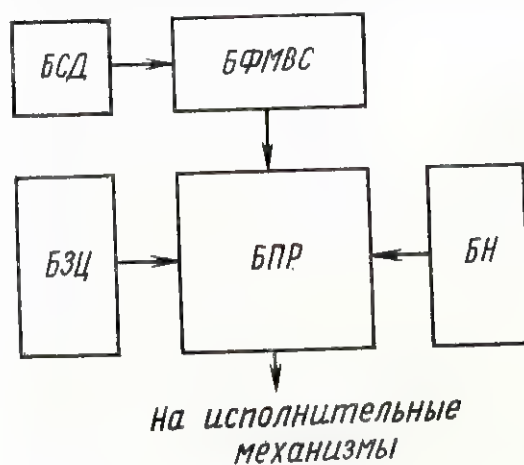 БСД
БФМВС
БЗЦ
БПР
БН
На исполнительные
механизмы